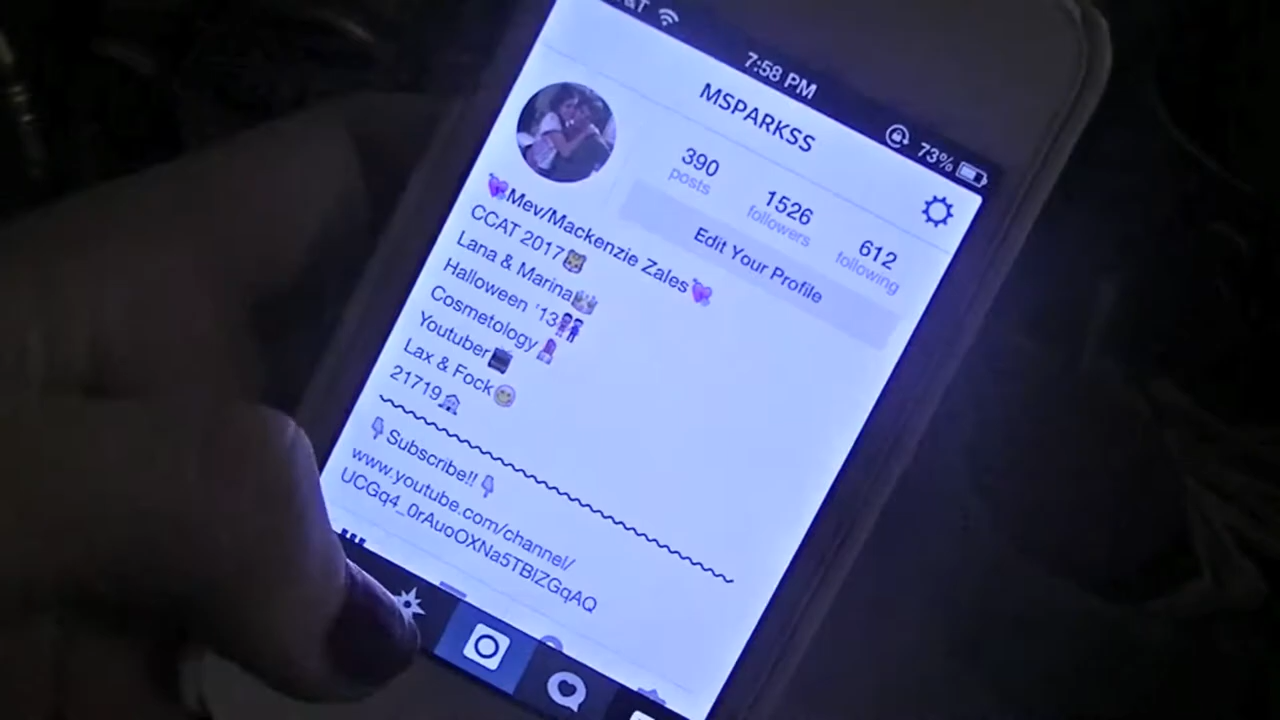 AT&T 7:58 PM 73%
MSPARKSS
390 1526 612
posts followers following
Edit Your Profile
💘Mev/Mackenzie Zales💘
CCAT 2017🐯
Lana & Marina👑
Halloween '13👭
Cosmetology💄
Youtuber🎬
Lax & Fock😍
21719🏠
👇Subscribe!!👇
www.youtube.com/channel/
UCGq4_0rAuoOXNa5TBIZGqAQ